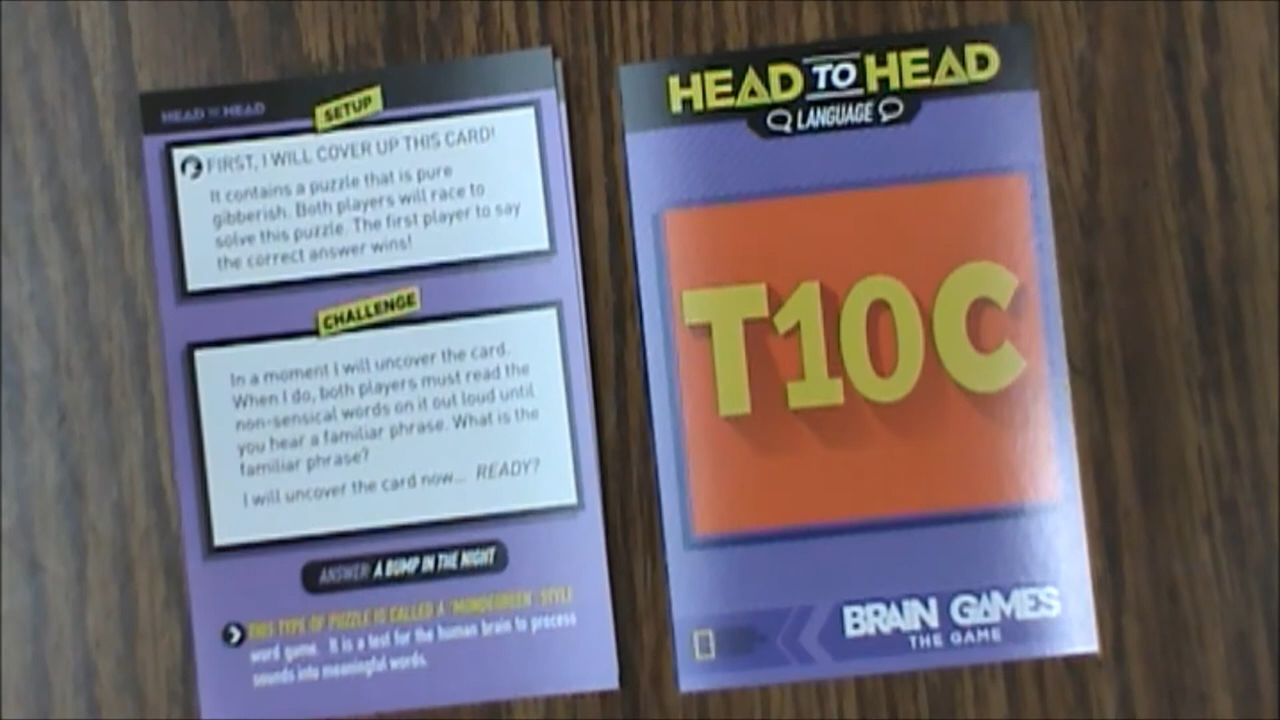 HEAD TO HEAD
SETUP
FIRST, I WILL COVER UP THIS CARD!
It contains a puzzle that is pure
gibberish. Both players will race to
solve this puzzle. The first player to say
the correct answer wins!
CHALLENGE
In a moment I will uncover the card.
When I do, both players must read the
non-sensical words on it out loud until
you hear a familiar phrase. What is the
familiar phrase?
I will uncover the card now... READY?
ANSWER: A BUMP IN THE NIGHT
THIS TYPE OF PUZZLE IS CALLED A "MONDEGREEN" STYLE
word game. It is a test for the human brain to process
sounds into meaningful words.
HEAD TO HEAD
LANGUAGE
T10C
BRAIN GAMES
THE GAME